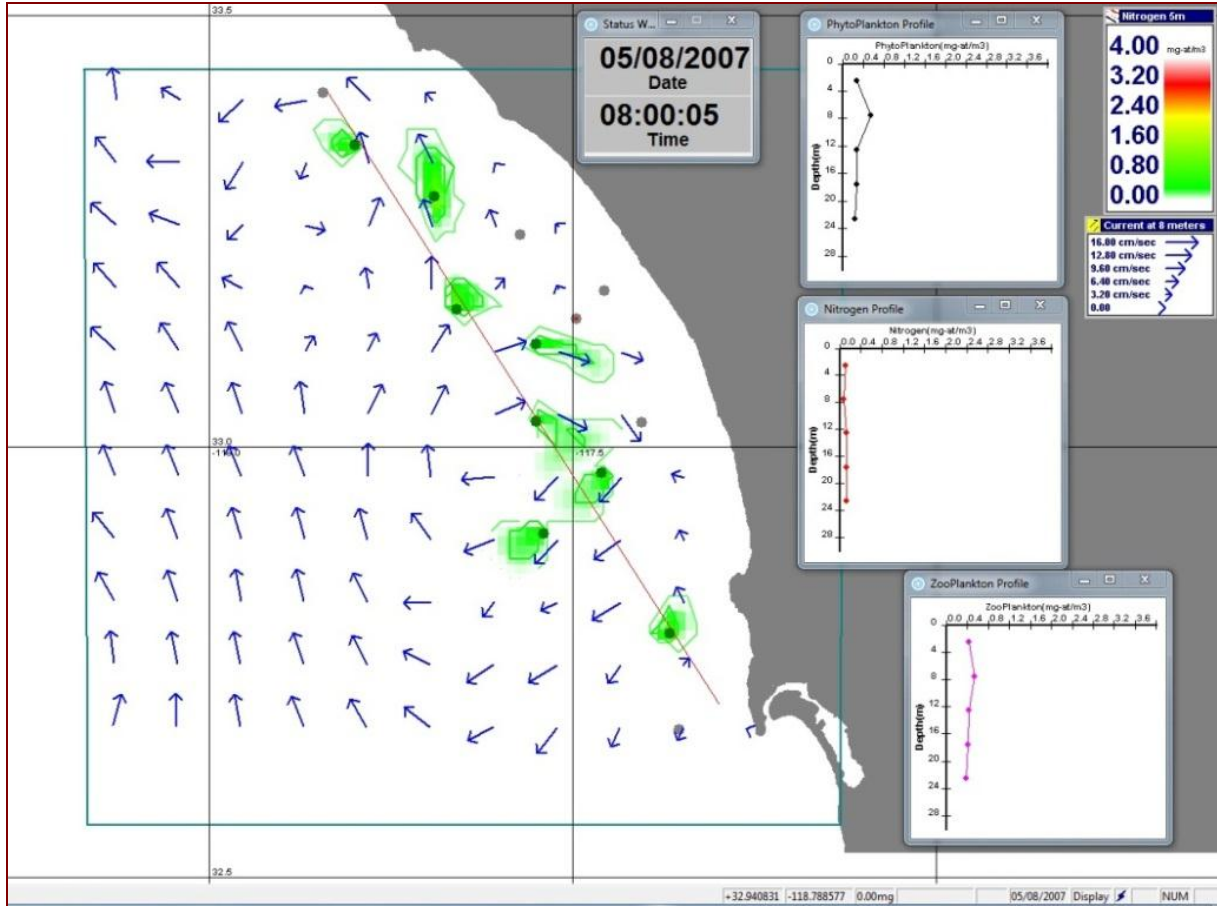 33.5
33.0
-118.0
-117.5
32.5
Status W...
05/08/2007
Date
08:00:05
Time
PhytoPlankton Profile
PhytoPlankton(mg-at/m3)
0.0 0.4 0.8 1.2 1.6 2.0 2.4 2.8 3.2 3.6
0
4
8
12
16
20
24
28
Depth(m)
Nitrogen 5m
4.00 mg-at/m3
3.20
2.40
1.60
0.80
0.00
Current at 8 meters
16.00 cm/sec
12.80 cm/sec
9.60 cm/sec
6.40 cm/sec
3.20 cm/sec
0.00
Nitrogen Profile
Nitrogen(mg-at/m3)
0.0 0.4 0.8 1.2 1.6 2.0 2.4 2.8 3.2 3.6
0
4
8
12
16
20
24
28
Depth(m)
ZooPlankton Profile
ZooPlankton(mg-at/m3)
0.0 0.4 0.8 1.2 1.6 2.0 2.4 2.8 3.2 3.6
0
4
8
12
16
20
24
28
Depth(m)
+32.940831 -118.788577 0.00mg 05/08/2007 Display NUM